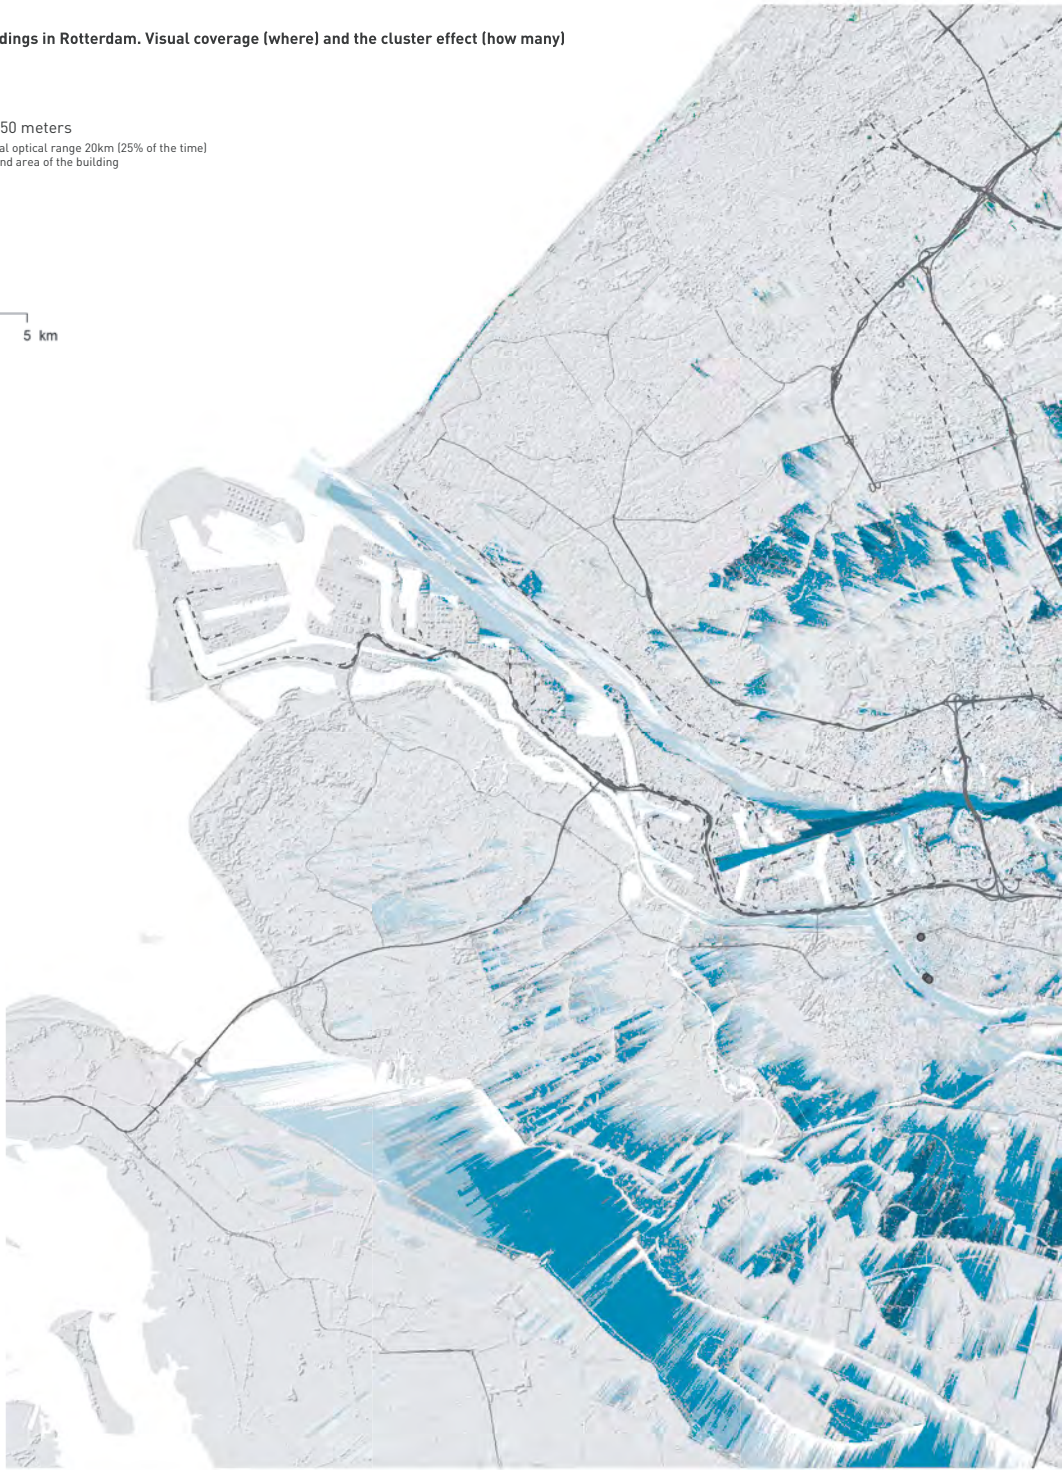 dings in Rotterdam. Visual coverage (where) and the cluster effect (how many)
50 meters
al optical range 20km (25% of the time)
nd area of the building
5 km